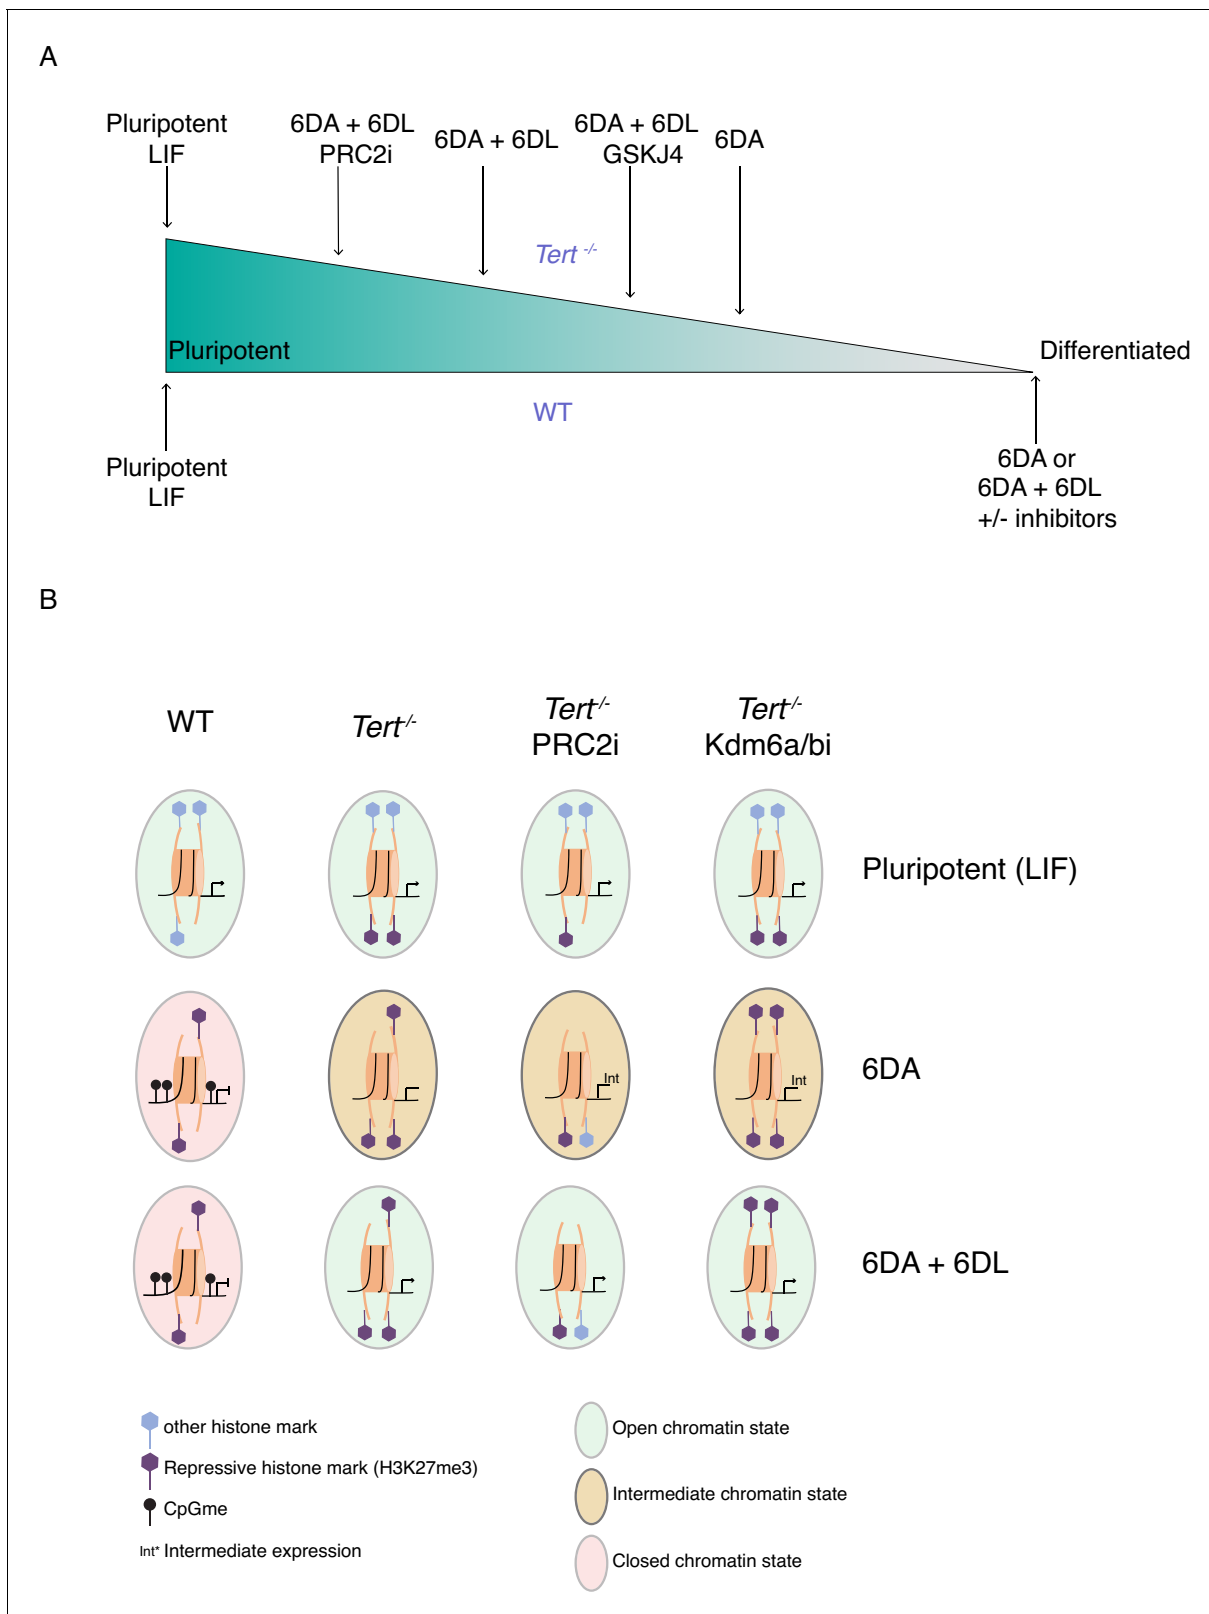 A
Pluripotent
LIF
6DA + 6DL
PRC2i
6DA + 6DL
6DA + 6DL
GSKJ4
6DA
Tert -/-
Pluripotent
Differentiated
WT
Pluripotent
LIF
6DA or
6DA + 6DL
+/- inhibitors
B
WT
Tert-/-
Tert-/-
PRC2i
Tert-/-
Kdm6a/bi
Pluripotent (LIF)
Int
Int
6DA
6DA + 6DL
other histone mark
Repressive histone mark (H3K27me3)
CpGme
Int* Intermediate expression
Open chromatin state
Intermediate chromatin state
Closed chromatin state